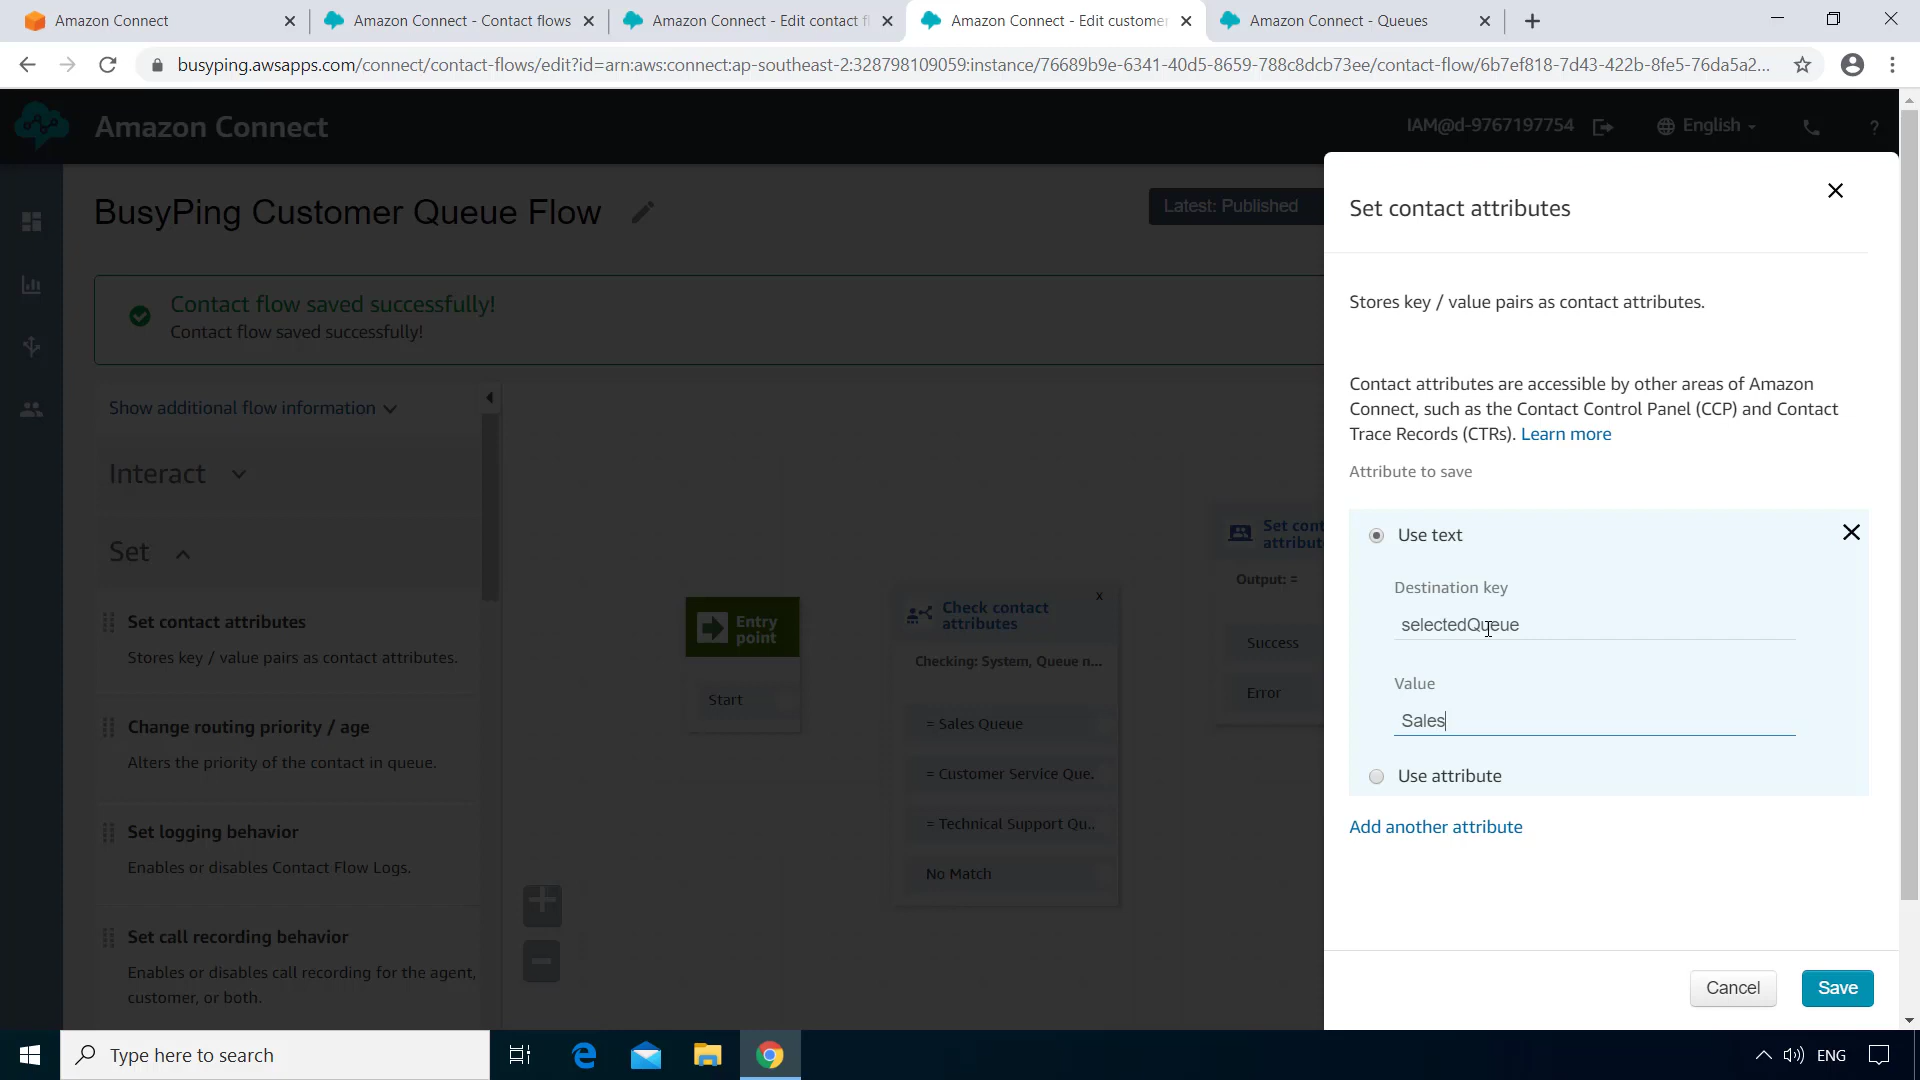 Amazon Connect
Amazon Connect - Contact flows
Amazon Connect - Edit contact fl
Amazon Connect - Edit customer
Amazon Connect - Queues
busyping.awsapps.com/connect/contact-flows/edit?id=arn:aws:connect:ap-southeast-2:328798109059:instance/76689b9e-6341-40d5-8659-788c8dcb73ee/contact-flow/6b7ef818-7d43-422b-8fe5-76da5a2...
Amazon Connect
IAM@d-9767197754
English
?
BusyPing Customer Queue Flow
Latest: Published
Contact flow saved successfully!
Contact flow saved successfully!
Show additional flow information
Interact
Set
Set contact attributes
Stores key / value pairs as contact attributes.
Change routing priority / age
Alters the priority of the contact in queue.
Set logging behavior
Enables or disables Contact Flow Logs.
Set call recording behavior
Enables or disables call recording for the agent,
customer, or both.
Entry
point
Start
Check contact
attributes
x
Checking: System, Queue n...
= Sales Queue
= Customer Service Que.
= Technical Support Qu..
No Match
Set cont
attribut
Output: =
Success
Error
Set contact attributes
Stores key / value pairs as contact attributes.
Contact attributes are accessible by other areas of Amazon
Connect, such as the Contact Control Panel (CCP) and Contact
Trace Records (CTRs). Learn more
Attribute to save
Use text
Destination key
selectedQueue
Value
Sales
Use attribute
Add another attribute
Cancel
Save
Type here to search
ENG